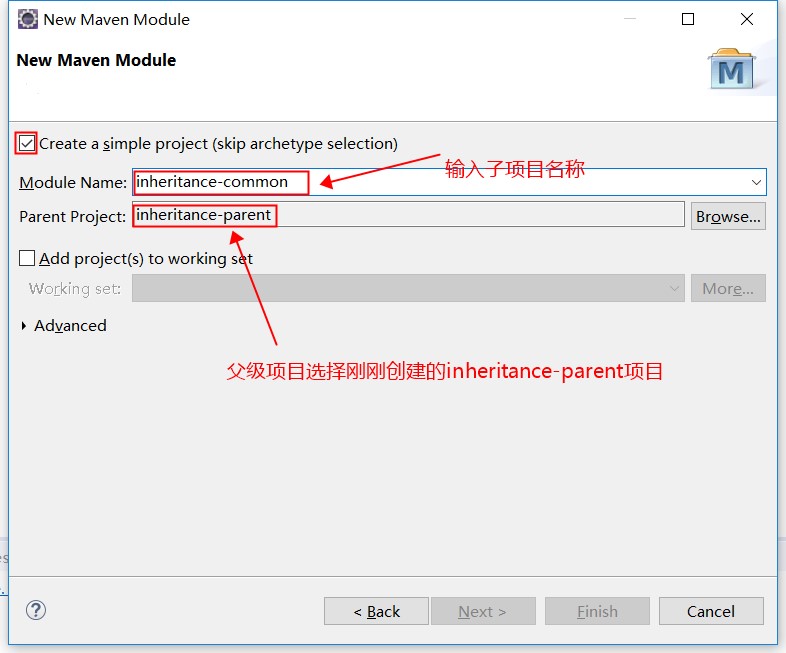 New Maven Module
New Maven Module
M
Create a simple project (skip archetype selection)
输入子项目名称
Module Name: inheritance-common
Parent Project: inheritance-parent Browse...
Add project(s) to working set
Working set: More...
Advanced
父级项目选择刚刚创建的inheritance-parent项目
? < Back Next > Finish Cancel